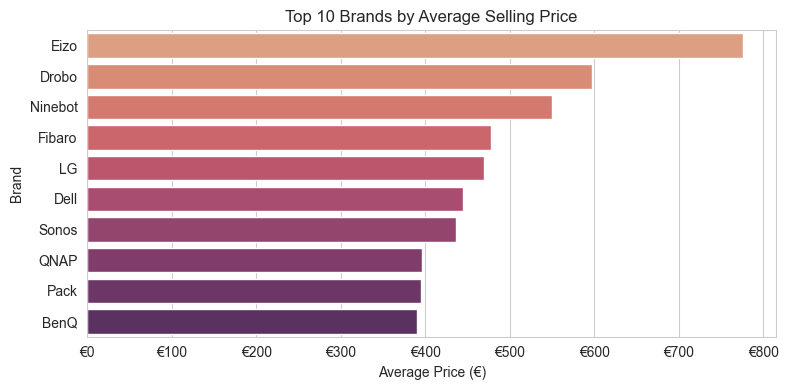 Top 10 Brands by Average Selling Price
Brand
Eizo
Drobo
Ninebot
Fibaro
LG
Dell
Sonos
QNAP
Pack
BenQ
€0 €100 €200 €300 €400 €500 €600 €700 €800
Average Price (€)